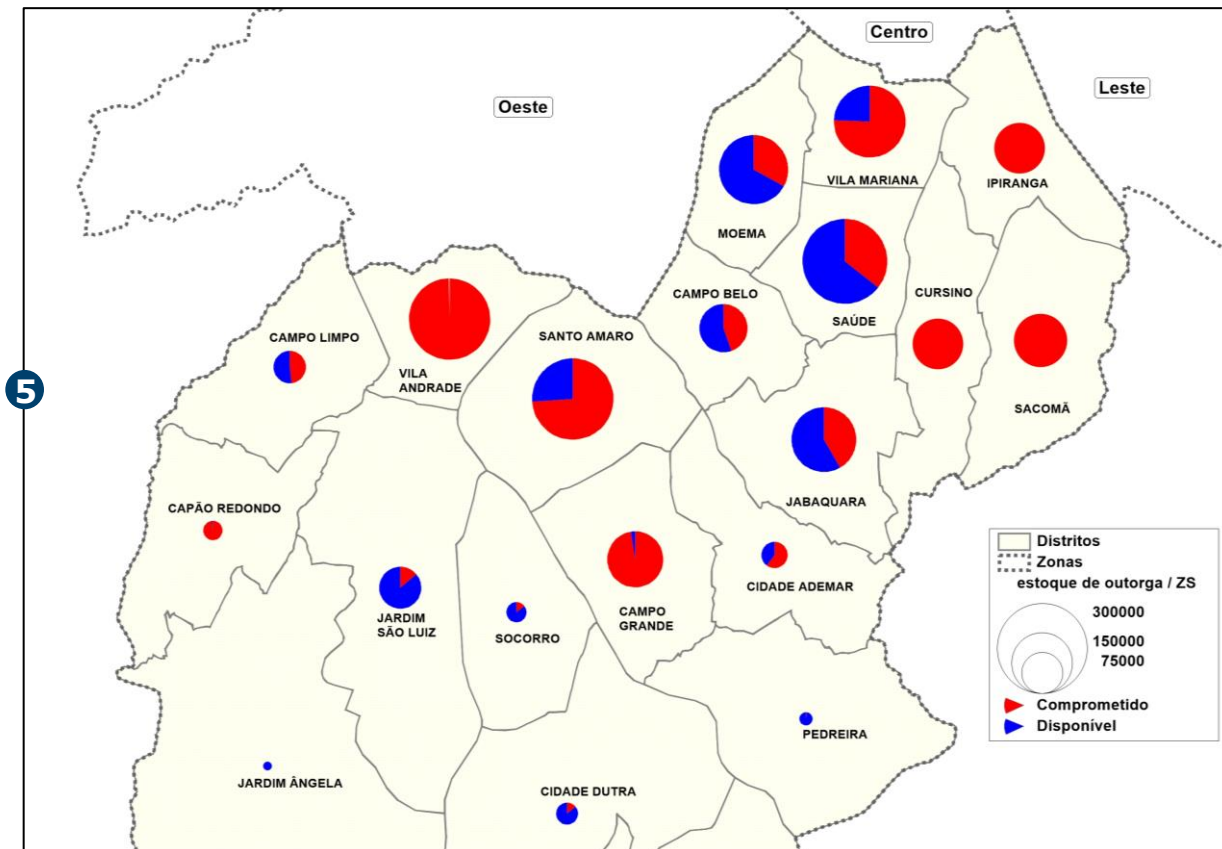 Centro
Oeste
Leste
VILA MARIANA
IPIRANGA
MOEMA
CAMPO BELO
SAÚDE
CURSINO
CAMPO LIMPO
SANTO AMARO
VILA
ANDRADE
SACOMÃ
5
JABAQUARA
CAPÃO REDONDO
CIDADE ADEMAR
JARDIM
SÃO LUIZ
SOCORRO
CAMPO
GRANDE
PEDREIRA
JARDIM ÂNGELA
CIDADE DUTRA
Distritos
Zonas
estoque de outorga / ZS
300000
150000
75000
Comprometido
Disponível